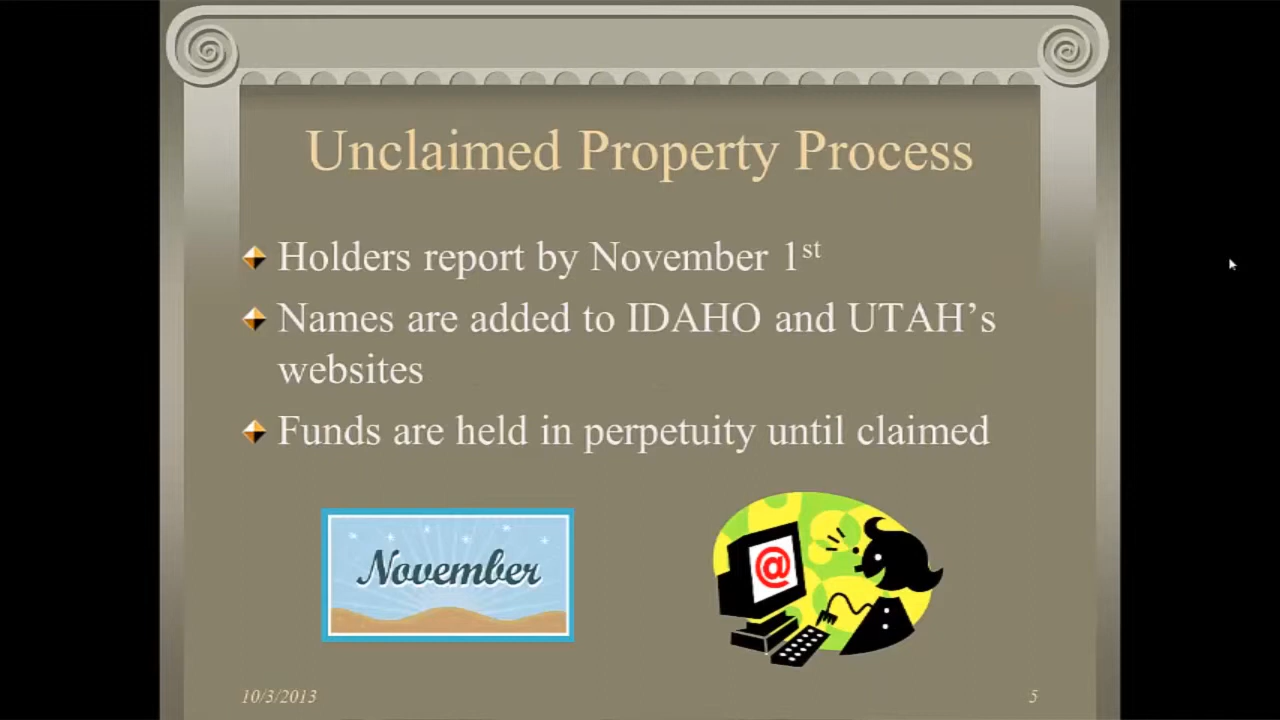 Unclaimed Property Process
Holders report by November 1st
Names are added to IDAHO and UTAH's
websites
Funds are held in perpetuity until claimed
November
@
10/3/2013
5